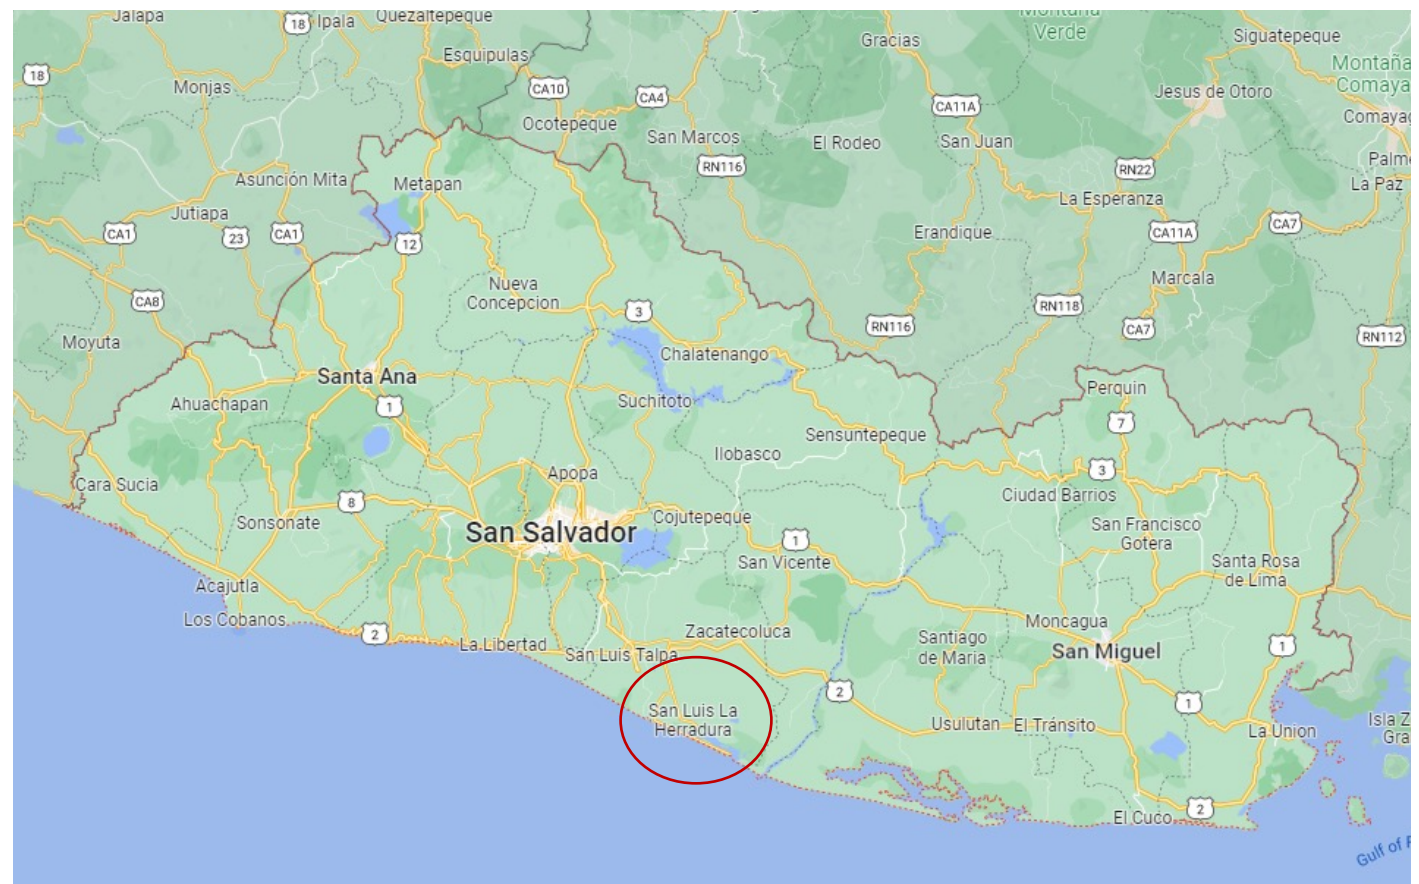 Jalapa
18
Ipala
Quezaltepeque
Montaña
Verde
Gracias
Siguatepeque
Esquipulas
18
Monjas
CA10
CA4
CA11A
Jesus de Otoro
Montaña
Comaya
Ocotepeque
San Marcos
El Rodeo
San Juan
Comayag
RN116
RN22
Palme
La Paz
Asunción Mita
Metapan
La Esperanza
Jutiapa
CA1
23
CA1
12
Erandique
CA11A
CA7
Nueva
Concepcion
Marcala
CA8
3
RN118
RN116
CA7
RN112
Moyuta
Chalatenango
Santa Ana
Perquin
Ahuachapan
1
Suchitoto
7
Sensuntepeque
Ilobasco
Apopa
3
Cara Sucia
Ciudad Barrios
8
Sonsonate
San Salvador
Cojutepeque
San Francisco
Gotera
1
San Vicente
Santa Rosa
de Lima
Acajutla
Los Cobanos
2
La Libertad
Zacatecoluca
Moncagua
San Luis Talpa
Santiago
de Maria
San Miguel
1
2
1
San Luis La
Herradura
Usulutan
El Tránsito
La Union
Isla Z
Gra
2
El Cuco
Gulf of F